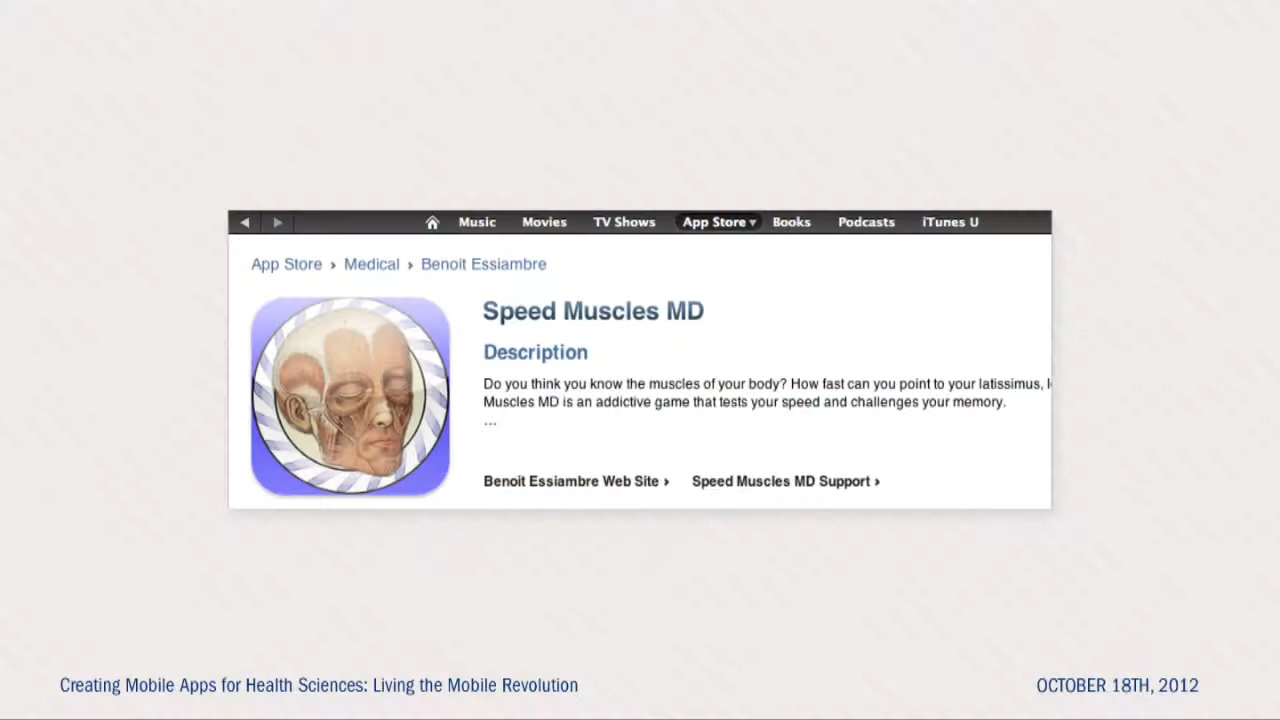 Music Movies TV Shows App Store Books Podcasts iTunes U
App Store › Medical › Benoit Essiambre
Speed Muscles MD
Description
Do you think you know the muscles of your body? How fast can you point to your latissimus,
Muscles MD is an addictive game that tests your speed and challenges your memory.
...
Benoit Essiambre Web Site › Speed Muscles MD Support ›
Creating Mobile Apps for Health Sciences: Living the Mobile Revolution
OCTOBER 18TH, 2012